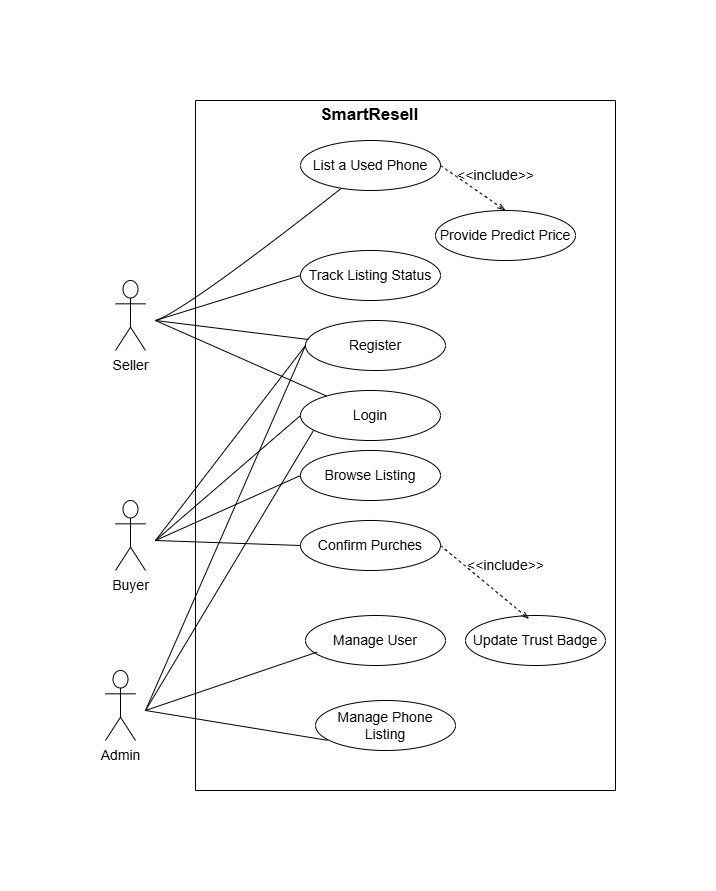 SmartResell
List a Used Phone
<<include>>
Provide Predict Price
Track Listing Status
Seller
Register
Login
Browse Listing
Confirm Purches
<<include>>
Buyer
Manage User
Update Trust Badge
Manage Phone
Listing
Admin